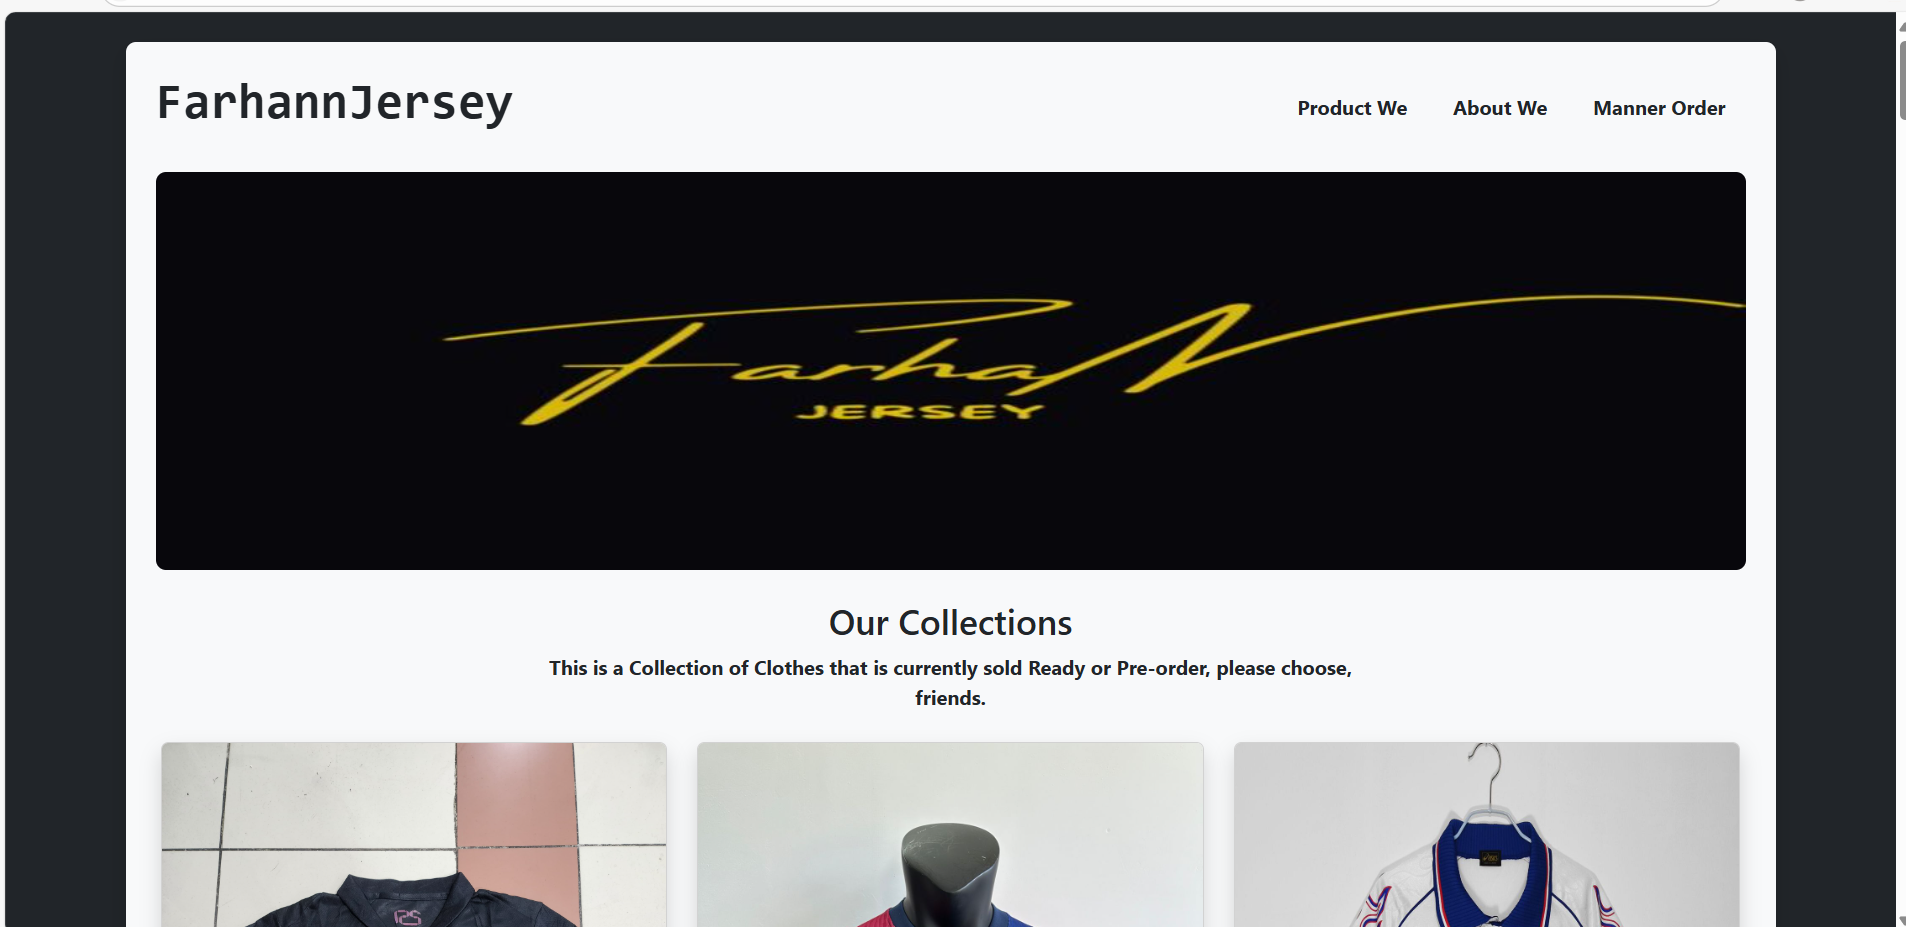 FarhannJersey
Product We
About We
Manner Order
FarhaN
JERSEY
Our Collections
This is a Collection of Clothes that is currently sold Ready or Pre-order, please choose,
friends.